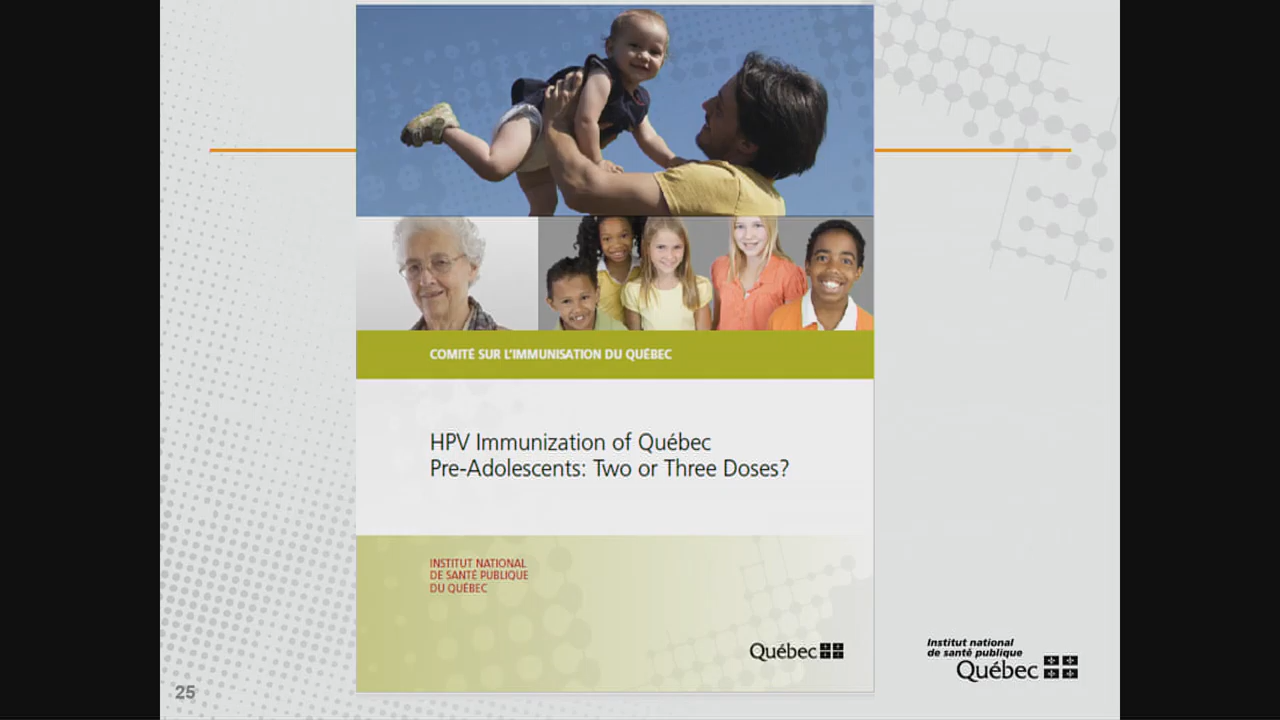 COMITÉ SUR L'IMMUNISATION DU QUÉBEC
HPV Immunization of Québec
Pre-Adolescents: Two or Three Doses?
INSTITUT NATIONAL
DE SANTÉ PUBLIQUE
DU QUÉBEC
Québec
Institut national
de santé publique
Québec
25